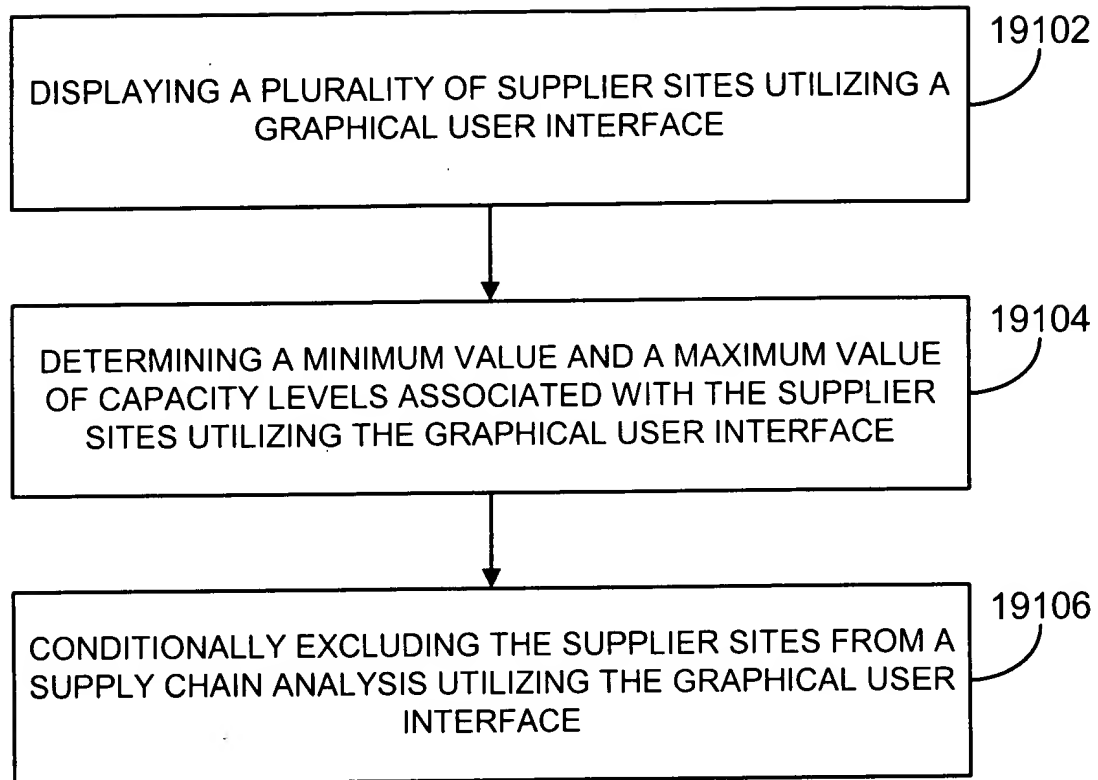 19102
DISPLAYING A PLURALITY OF SUPPLIER SITES UTILIZING A
GRAPHICAL USER INTERFACE
19104
DETERMINING A MINIMUM VALUE AND A MAXIMUM VALUE
OF CAPACITY LEVELS ASSOCIATED WITH THE SUPPLIER
SITES UTILIZING THE GRAPHICAL USER INTERFACE
19106
CONDITIONALLY EXCLUDING THE SUPPLIER SITES FROM A
SUPPLY CHAIN ANALYSIS UTILIZING THE GRAPHICAL USER
INTERFACE